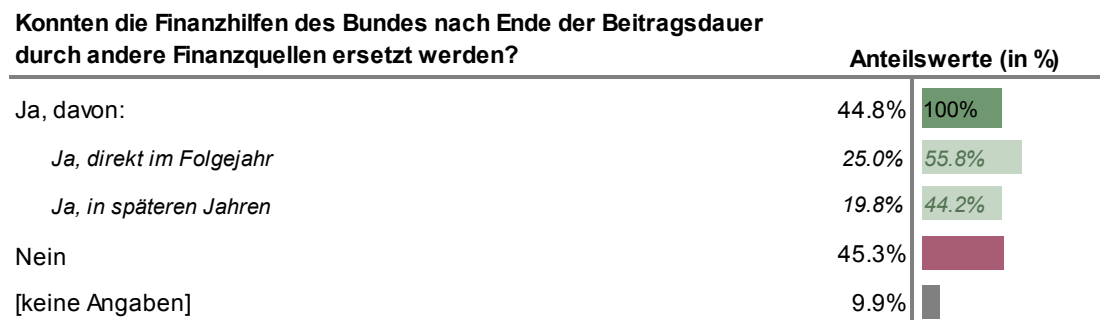 Konnten die Finanzhilfen des Bundes nach Ende der Beitragsdauer
durch andere Finanzquellen ersetzt werden?
Anteilswerte (in %)
Ja, davon: 44.8% 100%
Ja, direkt im Folgejahr 25.0% 55.8%
Ja, in späteren Jahren 19.8% 44.2%
Nein 45.3%
[keine Angaben] 9.9%